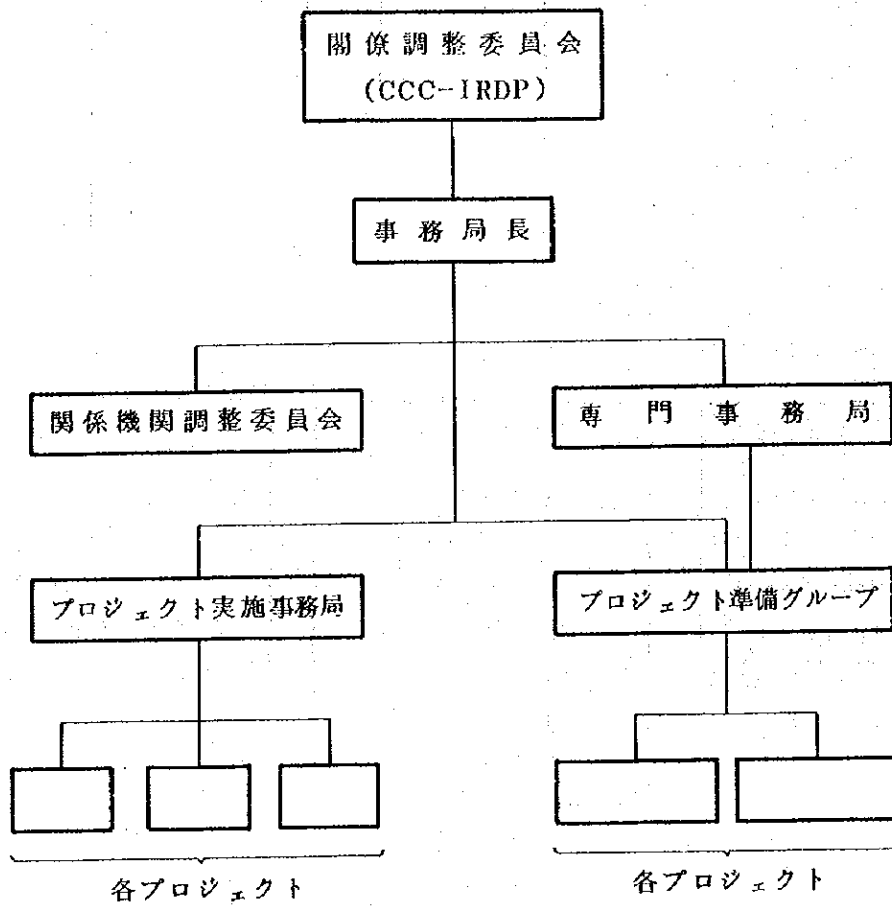 閣僚調整委員会
(CCC-IRDP)
事務局長
関係機関調整委員会
専門事務局
プロジェクト実施事務局
プロジェクト準備グループ
各プロジェクト
各プロジェクト